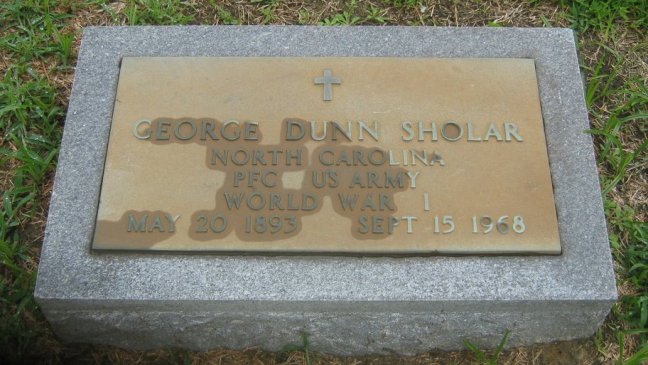 GEORGE DUNN SHOLAR
NORTH CAROLINA
PFC US ARMY
WORLD WAR I
MAY 20 1893 SEPT 15 1968